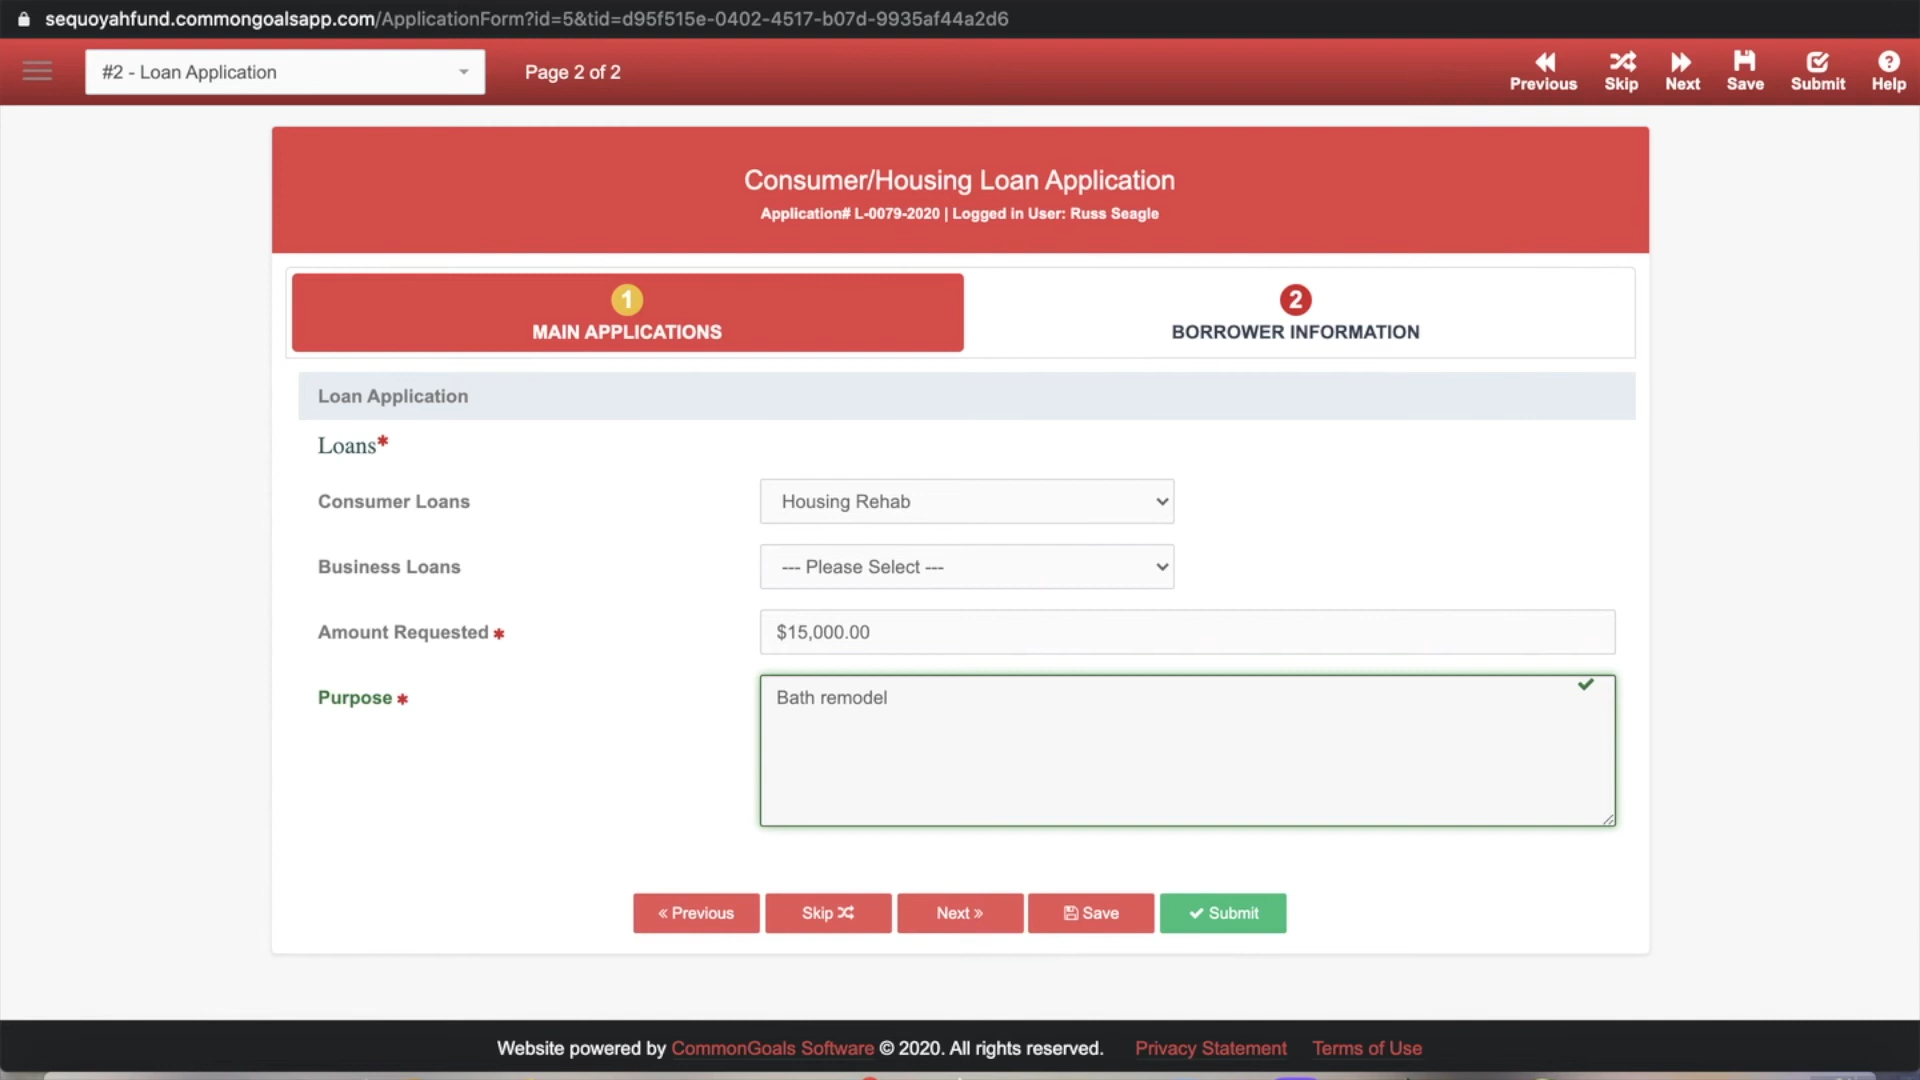 sequoyahfund.commongoalsapp.com/ApplicationForm?id=5&tid=d95f515e-0402-4517-b07d-9935af44a2d6
#2 - Loan Application
Page 2 of 2
Previous
Skip
Next
Save
Submit
Help
Consumer/Housing Loan Application
Application# L-0079-2020 | Logged in User: Russ Seagle
1
MAIN APPLICATIONS
2
BORROWER INFORMATION
Loan Application
Loans*
Consumer Loans
Housing Rehab
Business Loans
--- Please Select ---
Amount Requested *
$15,000.00
Purpose *
Bath remodel
« Previous
Skip
Next »
Save
Submit
Website powered by CommonGoals Software © 2020. All rights reserved. Privacy Statement Terms of Use